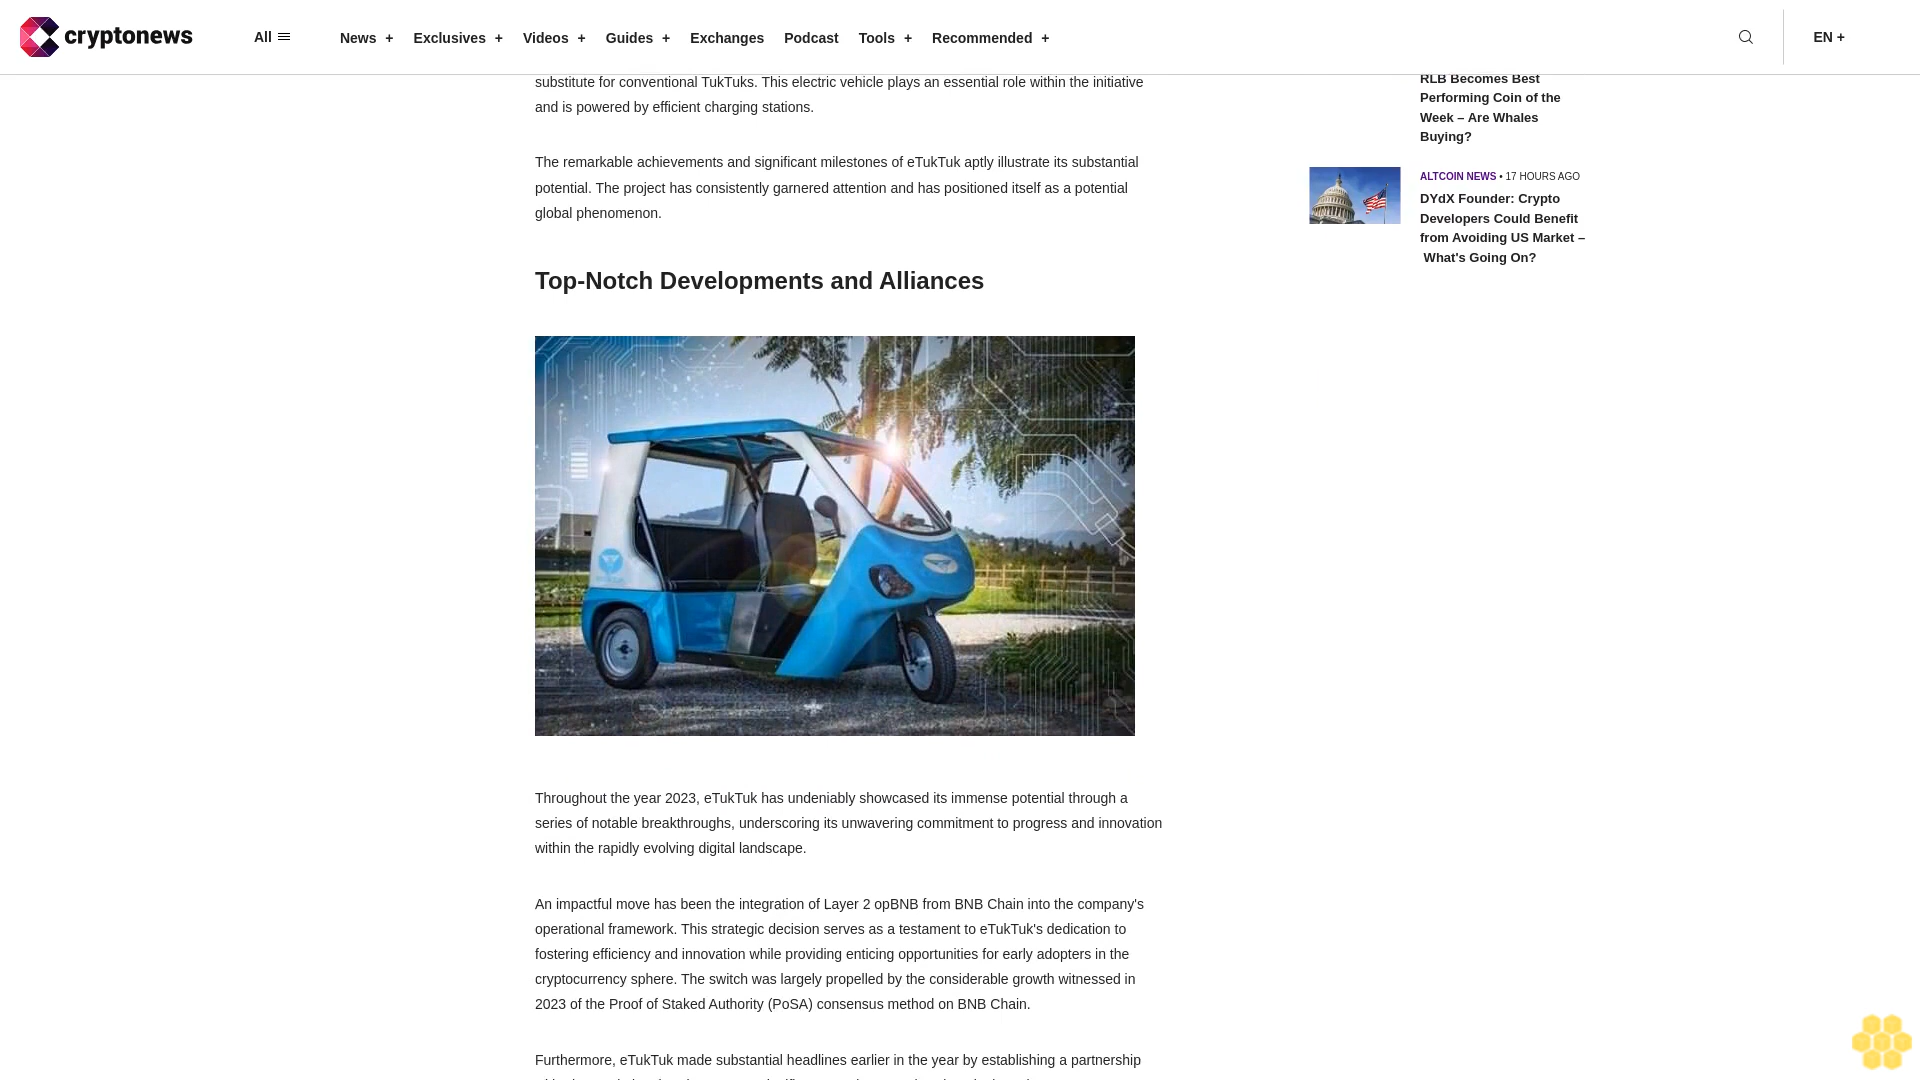 cryptonews
All
News +
Exclusives +
Videos +
Guides +
Exchanges
Podcast
Tools +
Recommended +
EN +
substitute for conventional TukTuks. This electric vehicle plays an essential role within the initiative
and is powered by efficient charging stations.
The remarkable achievements and significant milestones of eTukTuk aptly illustrate its substantial
potential. The project has consistently garnered attention and has positioned itself as a potential
global phenomenon.
Top-Notch Developments and Alliances
Throughout the year 2023, eTukTuk has undeniably showcased its immense potential through a
series of notable breakthroughs, underscoring its unwavering commitment to progress and innovation
within the rapidly evolving digital landscape.
An impactful move has been the integration of Layer 2 opBNB from BNB Chain into the company's
operational framework. This strategic decision serves as a testament to eTukTuk's dedication to
fostering efficiency and innovation while providing enticing opportunities for early adopters in the
cryptocurrency sphere. The switch was largely propelled by the considerable growth witnessed in
2023 of the Proof of Staked Authority (PoSA) consensus method on BNB Chain.
Furthermore, eTukTuk made substantial headlines earlier in the year by establishing a partnership
RLB Becomes Best
Performing Coin of the
Week – Are Whales
Buying?
ALTCOIN NEWS • 17 HOURS AGO
DYdX Founder: Crypto
Developers Could Benefit
from Avoiding US Market –
What's Going On?